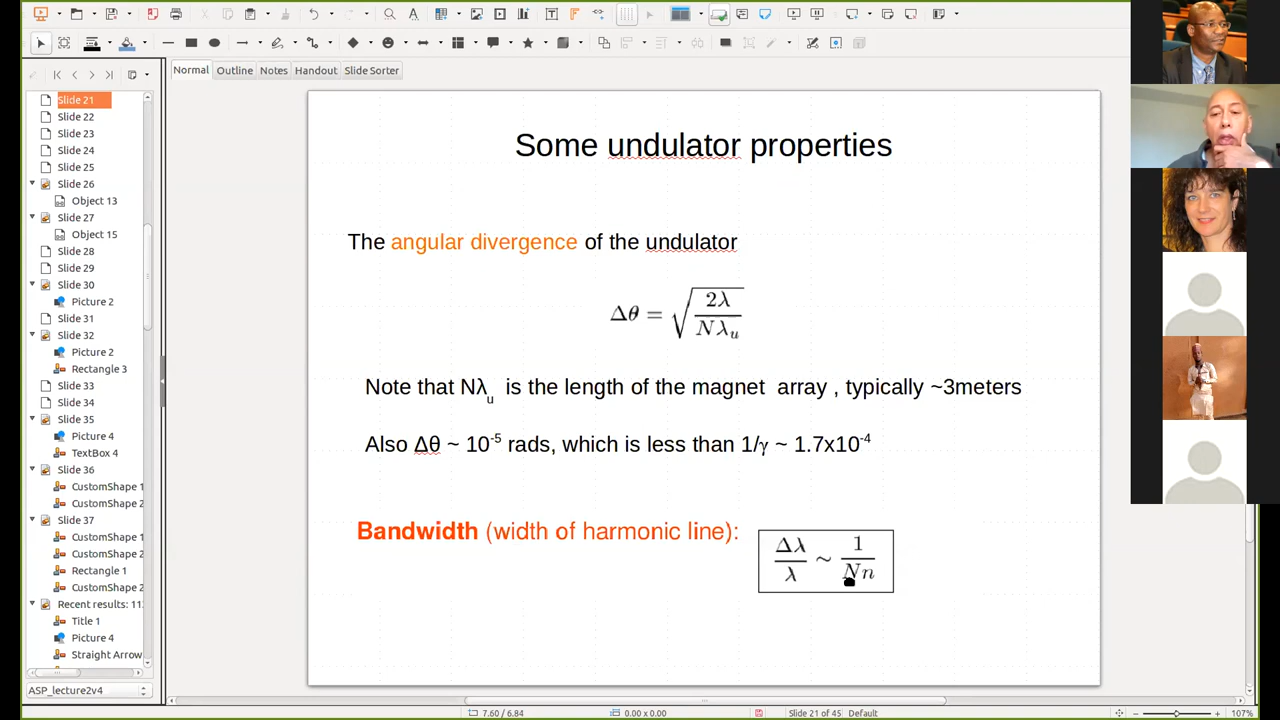 Normal
Outline
Notes
Handout
Slide Sorter
Slide 21
Slide 22
Slide 23
Slide 24
Slide 25
Slide 26
Object 13
Slide 27
Object 15
Slide 28
Slide 29
Slide 30
Picture 2
Slide 31
Slide 32
Picture 2
Rectangle 3
Slide 33
Slide 34
Slide 35
Picture 4
TextBox 4
Slide 36
CustomShape 1
CustomShape 2
Slide 37
CustomShape 1
CustomShape 2
Rectangle 1
CustomShape 2
Recent results: 11
Title 1
Picture 4
Straight Arrow
ASP_lecture2v4
Some undulator properties
The angular divergence of the undulator
Δθ = √(2λ / Nλ_u)
Note that Nλ_u is the length of the magnet array , typically ~3meters
Also Δθ ~ 10^-5 rads, which is less than 1/γ ~ 1.7x10^-4
Bandwidth (width of harmonic line):
Δλ/λ ~ 1/Nn
7.60 / 6.84
0.00 x 0.00
Slide 21 of 45
Default
107%